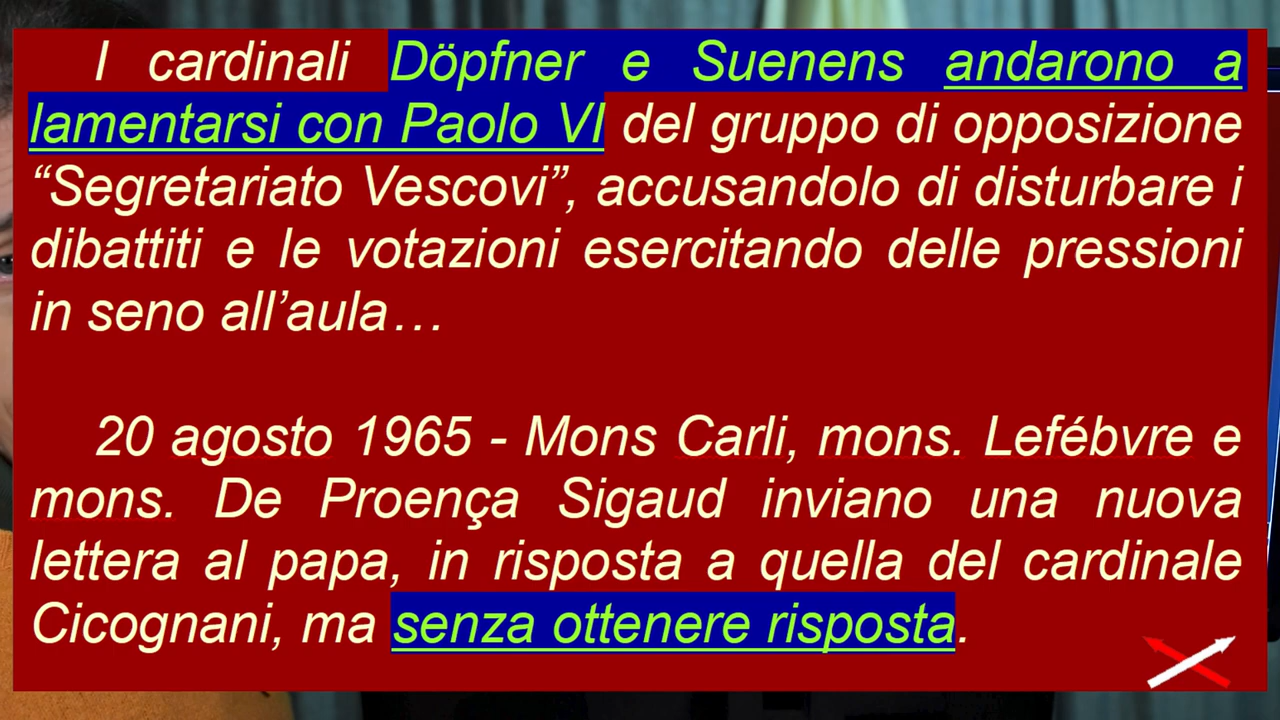 I cardinali Döpfner e Suenens andarono a
lamentarsi con Paolo VI del gruppo di opposizione
“Segretariato Vescovi”, accusandolo di disturbare i
dibattiti e le votazioni esercitando delle pressioni
in seno all’aula…
20 agosto 1965 - Mons Carli, mons. Lefébvre e
mons. De Proença Sigaud inviano una nuova
lettera al papa, in risposta a quella del cardinale
Cicognani, ma senza ottenere risposta.